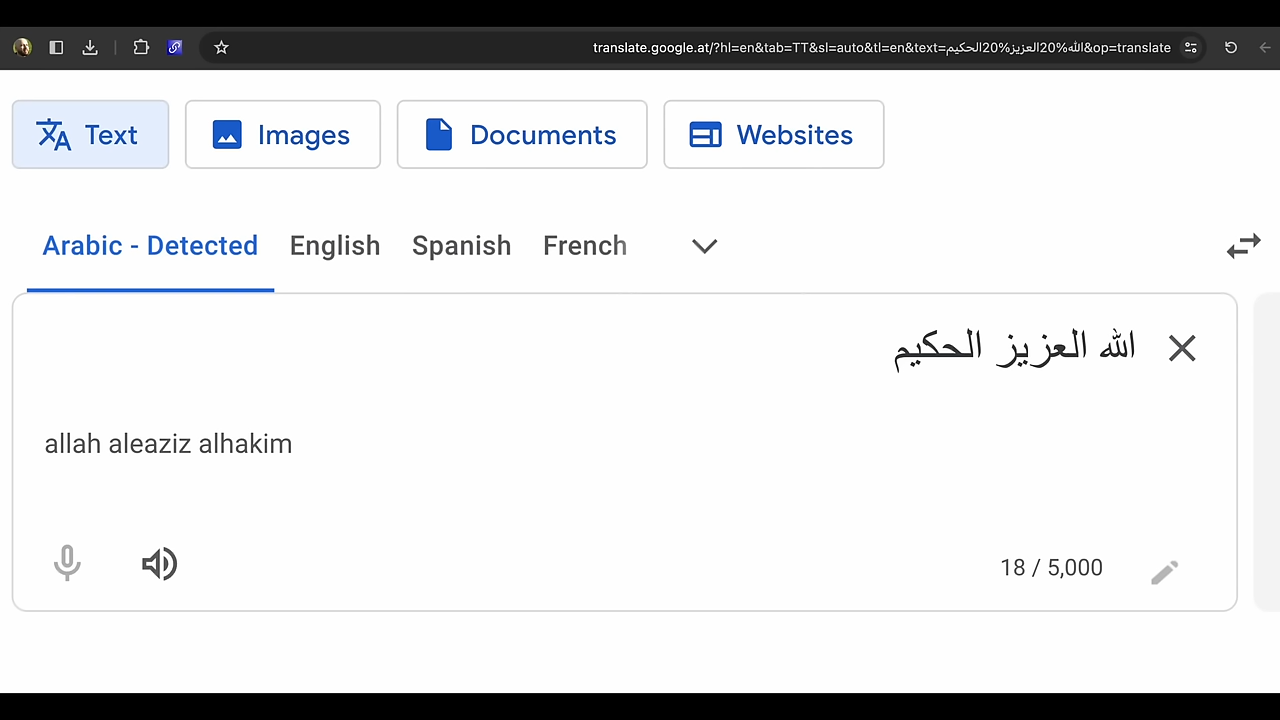 translate.google.at/?hl=en&tab=TT&sl=auto&tl=en&text=الله%20العزيز%20الحكيم&op=translate
Text
Images
Documents
Websites
Arabic - Detected
English
Spanish
French
الله العزيز الحكيم
allah aleaziz alhakim
18 / 5,000